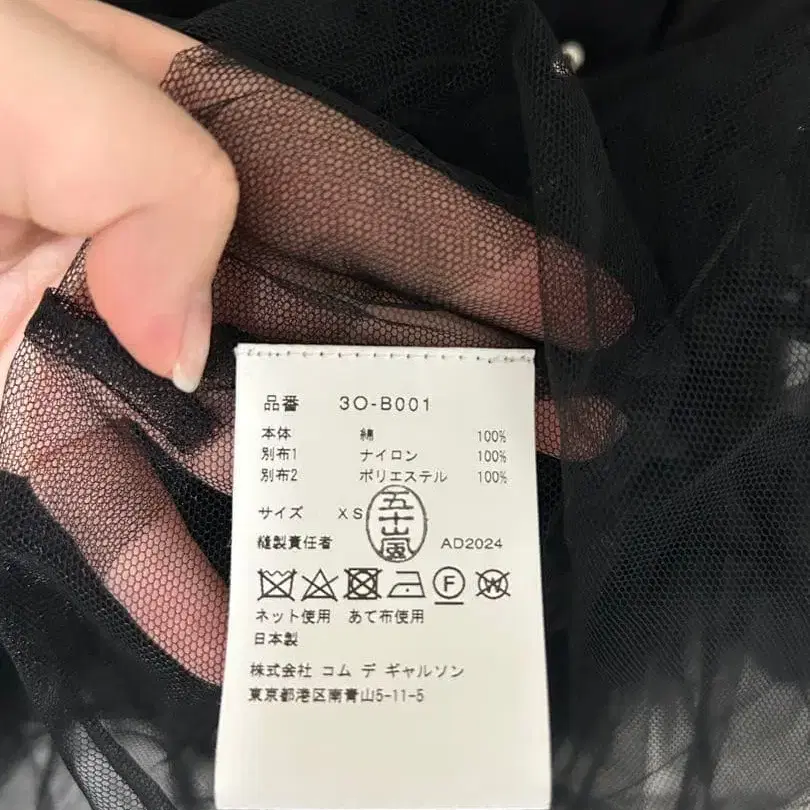 品番 3O-B001
本体 綿 100%
別布1 ナイロン 100%
別布2 ポリエステル 100%
サイズ XS
五十嵐
縫製責任者 AD2024
F W
ネット使用 あて布使用
日本製
株式会社 コム デ ギャルソン
東京都港区南青山5-11-5